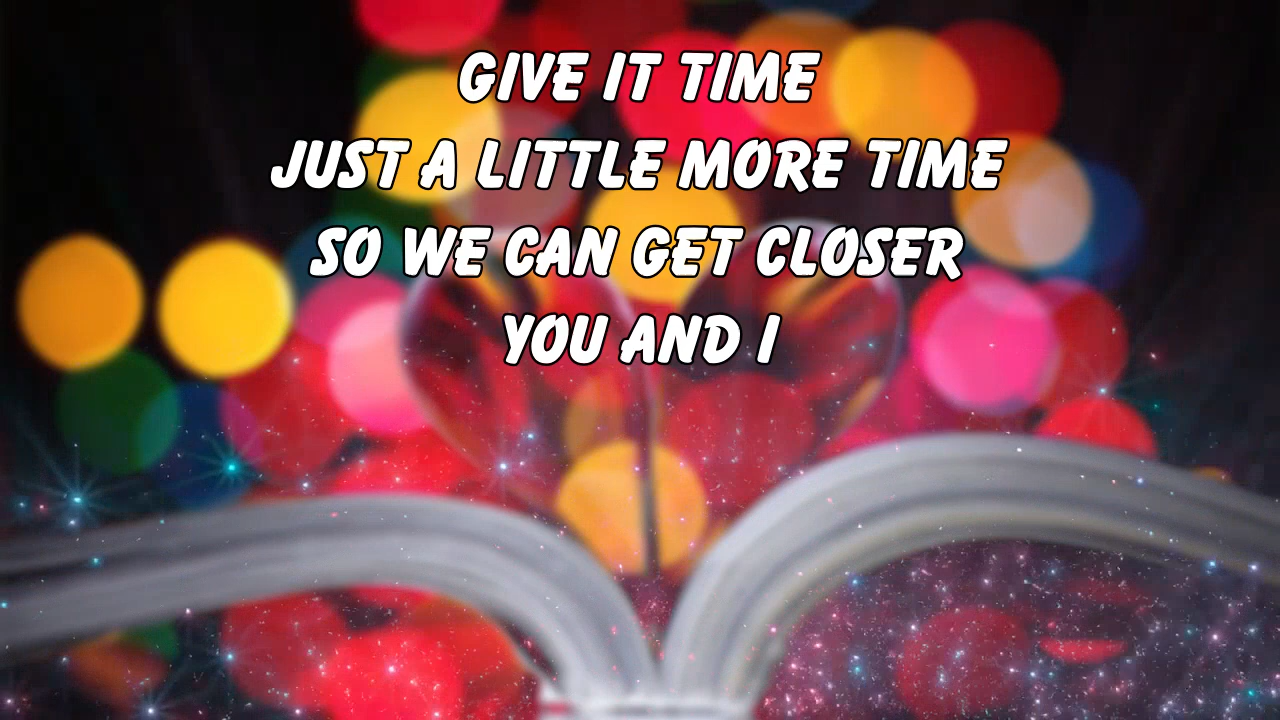 GIVE IT TIME
JUST A LITTLE MORE TIME
SO WE CAN GET CLOSER
YOU AND I